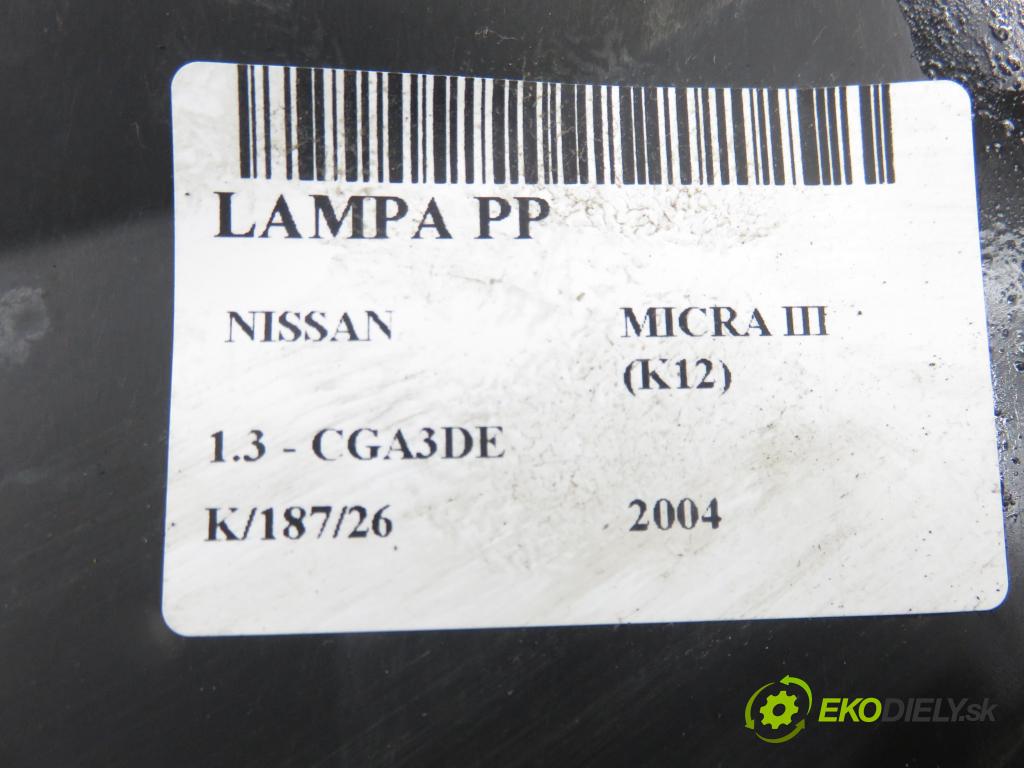 LAMPA PP
NISSAN
MICRA III
(K12)
1.3 - CGA3DE
K/187/26
2004
EKODIELY.sk